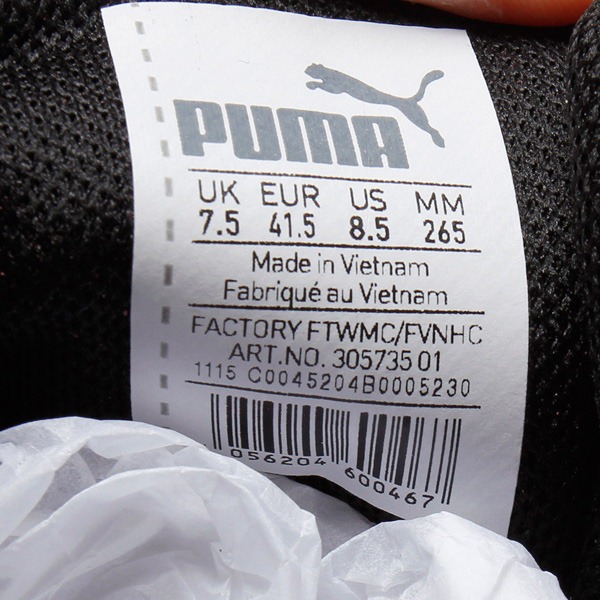 PUMA
UK EUR US MM
7.5 41.5 8.5 265
Made in Vietnam
Fabriqué au Vietnam
FACTORY FTWMC/FVNHC
ART.NO. 305735 01
1115 C0045204B0005230
056204 600467